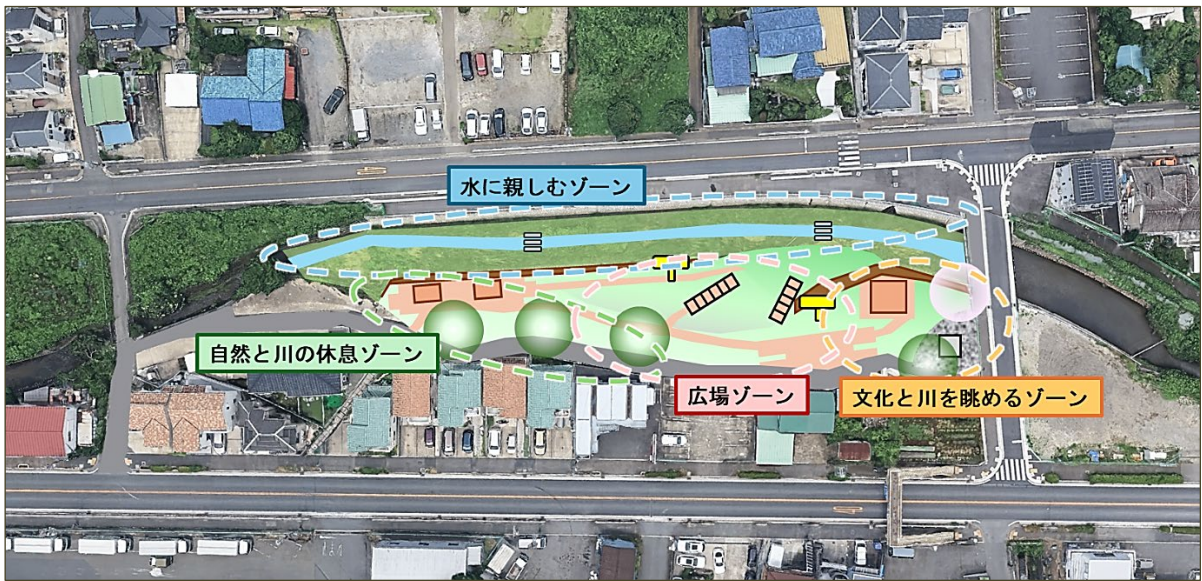 水に親しむゾーン
自然と川の休息ゾーン
広場ゾーン
文化と川を眺めるゾーン